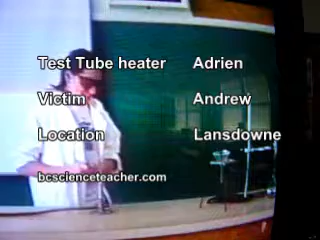 Test Tube heater Adrien
Victim Andrew
Location Lansdowne
bcscienceteacher.com